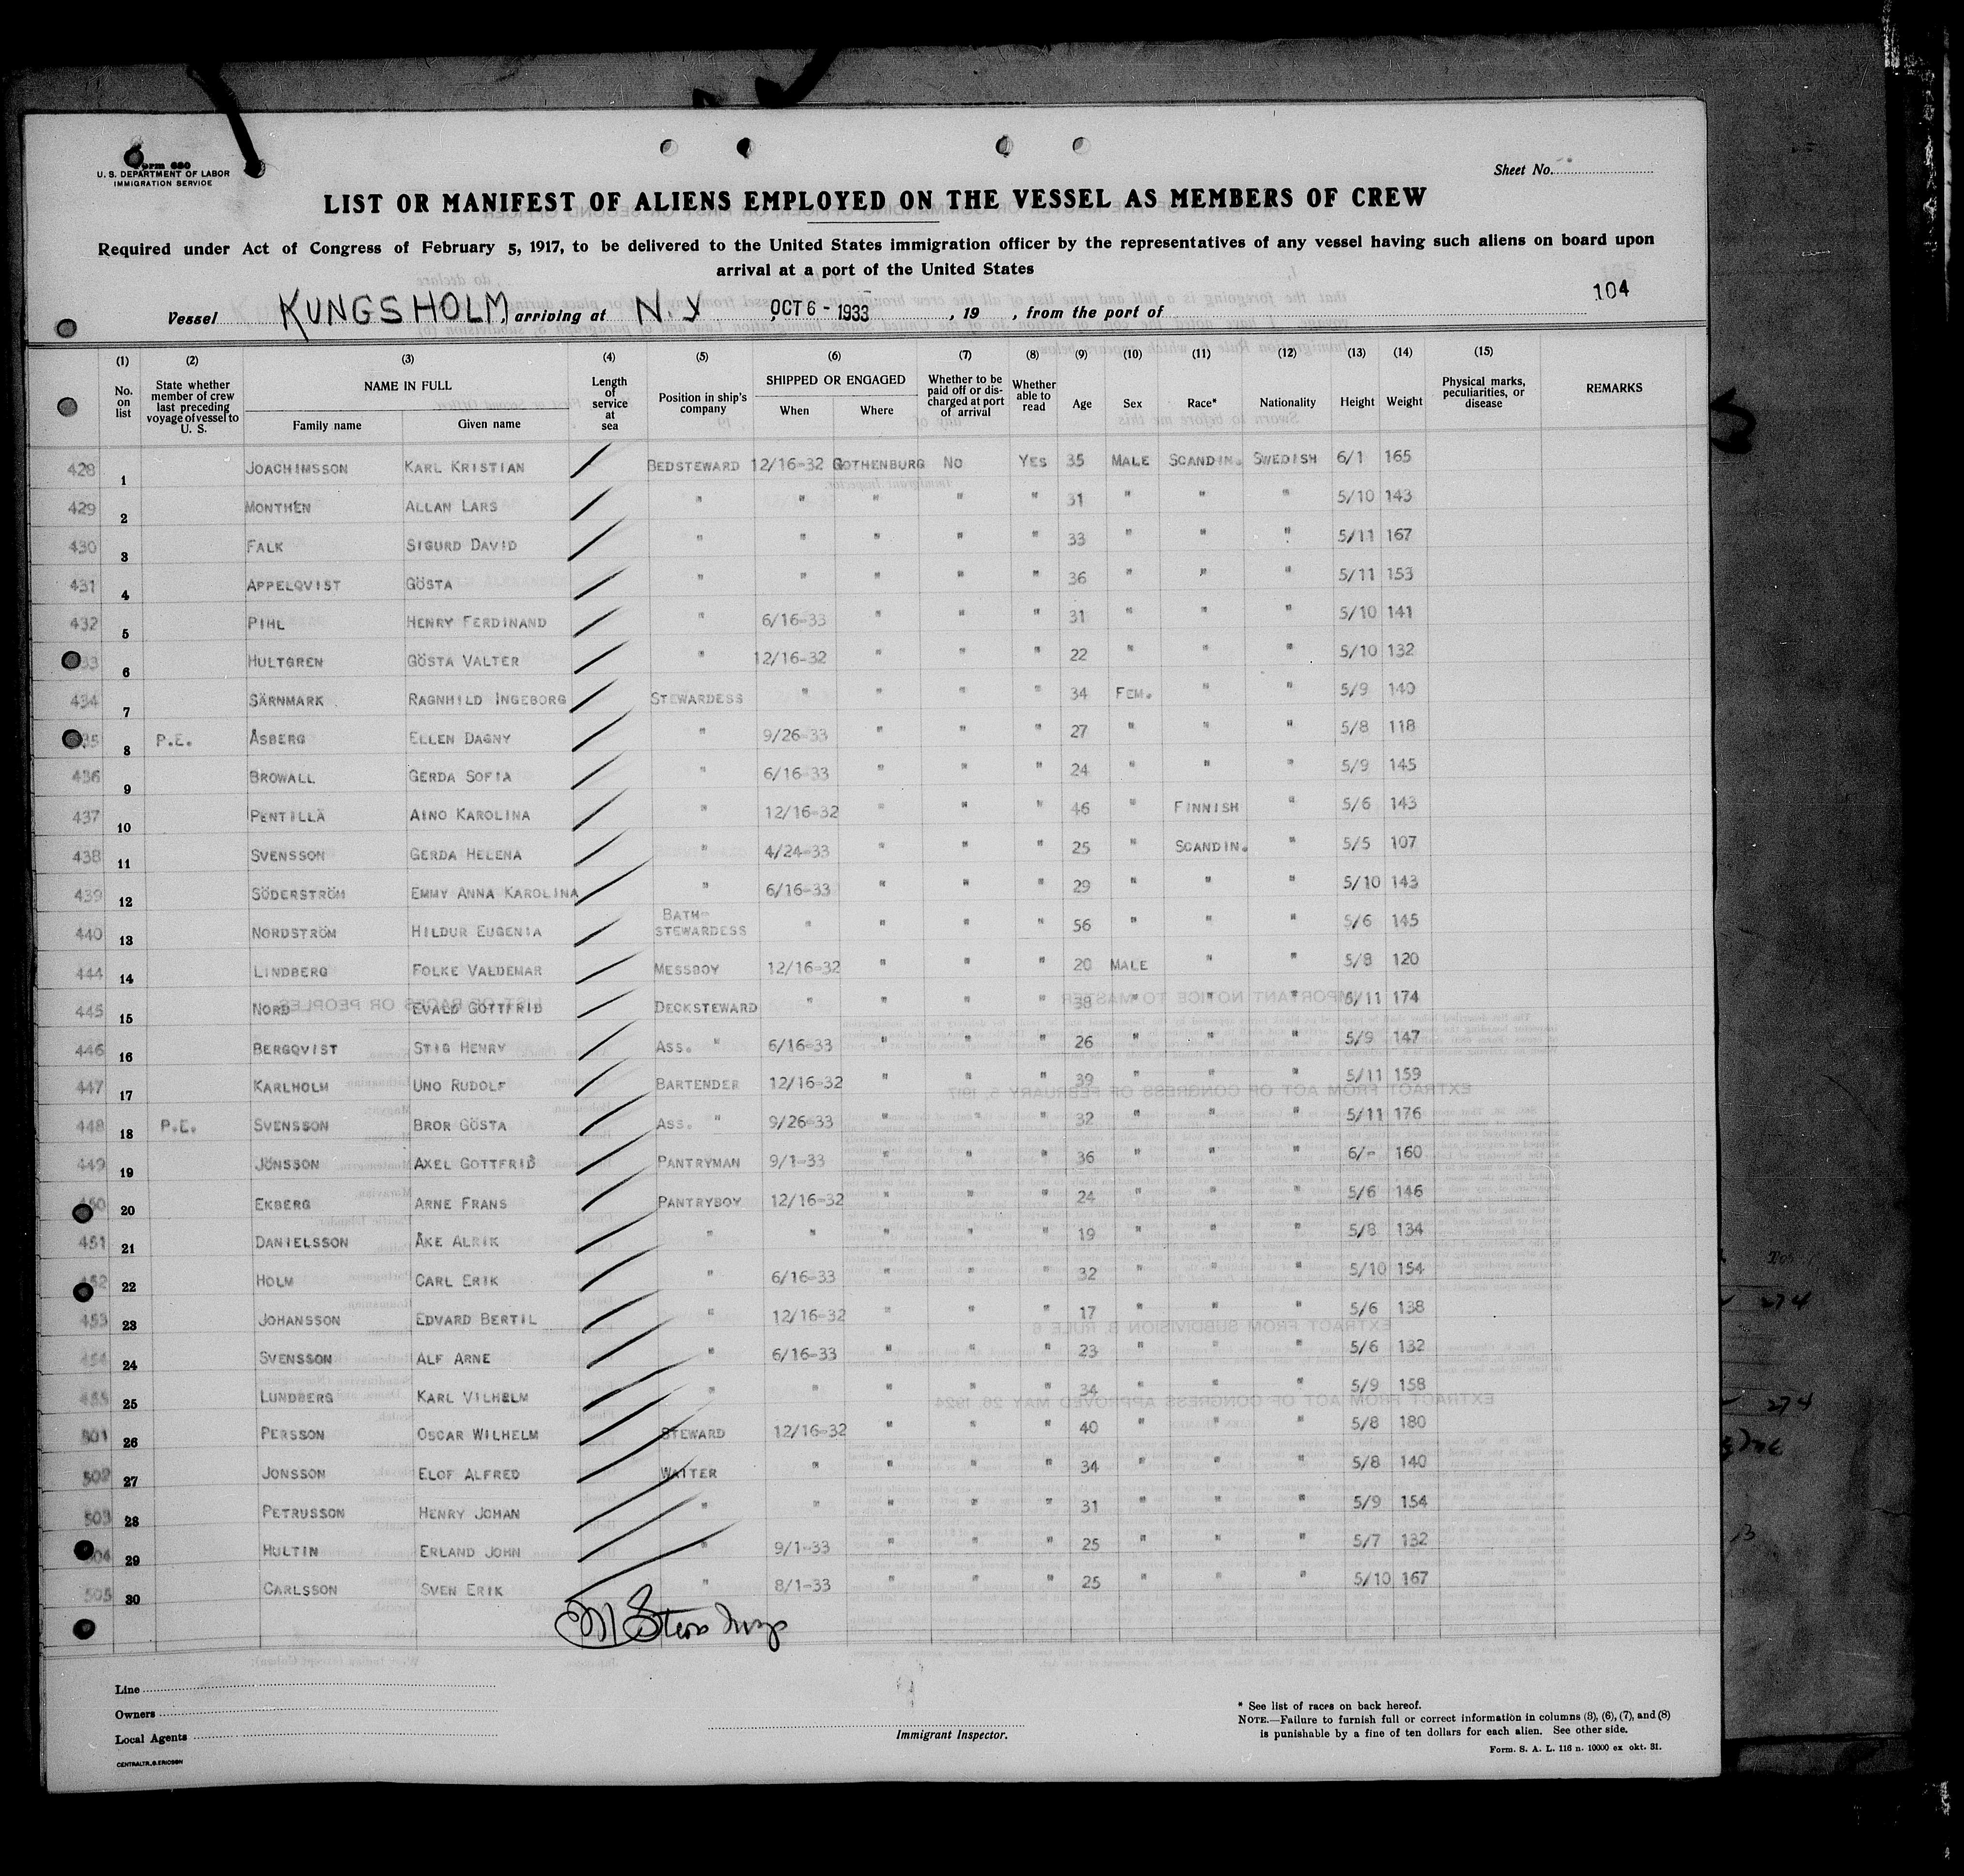 Form 680
U. S. DEPARTMENT OF LABOR
IMMIGRATION SERVICE
Sheet No.
LIST OR MANIFEST OF ALIENS EMPLOYED ON THE VESSEL AS MEMBERS OF CREW
Required under Act of Congress of February 5, 1917, to be delivered to the United States immigration officer by the representatives of any vessel having such aliens on board upon
arrival at a port of the United States
104
Vessel KUNGSHOLM arriving at N.Y OCT 6 - 1933, 19 , from the port of
(1) (2) (3) (4) (5) (6) (7) (8) (9) (10) (11) (12) (13) (14) (15)
No. on list | State whether member of crew last preceding voyage of vessel to U. S. | NAME IN FULL Family name Given name | Length of service at sea | Position in ship's company | SHIPPED OR ENGAGED When Where | Whether to be paid off or discharged at port of arrival | Whether able to read | Age | Sex | Race* | Nationality | Height | Weight | Physical marks, peculiarities, or disease | REMARKS
428 1 JOACHIMSSON KARL KRISTIAN BEDSTEWARD 12/16-32 GOTHENBURG NO YES 35 MALE SCANDIN. SWEDISH 6/1 165
429 2 MONTHÉN ALLAN LARS " " " " " 31 " " " 5/10 143
430 3 FALK SIGURD DAVID " " " " " 33 " " " 5/11 167
431 4 APPELQVIST GÖSTA " " " " " 36 " " " 5/11 153
432 5 PIHL HENRY FERDINAND " 6/16-33 " " " 31 " " " 5/10 141
33 6 HULTGREN GÖSTA VALTER " 12/16-32 " " " 22 " " " 5/10 132
434 7 SÄRNMARK RAGNHILD INGEBORG STEWARDESS " " " " 34 FEM. " " 5/9 140
35 8 P.E. ÅSBERG ELLEN DAGNY " 9/26-33 " " " 27 " " " 5/8 118
436 9 BROWALL GERDA SOFIA " 6/16-33 " " " 24 " " " 5/9 145
437 10 PENTILLÄ AINO KAROLINA " 12/16-32 " " " 46 " FINNISH " 5/6 143
438 11 SVENSSON GERDA HELENA " 4/24-33 " " " 25 " SCANDIN. " 5/5 107
439 12 SÖDERSTRÖM EMMY ANNA KAROLINA " 6/16-33 " " " 29 " " " 5/10 143
440 13 NORDSTRÖM HILDUR EUGENIA BATH-STEWARDESS " " " " 56 " " " 5/6 145
444 14 LINDBERG FOLKE VALDEMAR MESSBOY 12/16-32 " " " 20 MALE " " 5/8 120
445 15 NORD EVALD GOTTFRID DECKSTEWARD " " " " 38 " " " 5/11 174
446 16 BERGQVIST STIG HENRY ASS. " 6/16-33 " " " 26 " " " 5/9 147
447 17 KARLHOLM UNO RUDOLF BARTENDER 12/16-32 " " " 39 " " " 5/11 159
448 18 P.E. SVENSSON BROR GÖSTA ASS. " 9/26-33 " " " 32 " " " 5/11 176
449 19 JÖNSSON AXEL GOTTFRID PANTRYMAN 9/1-33 " " " 36 " " " 6/- 160
450 20 EKBERG ARNE FRANS PANTRYBOY 12/16-32 " " " 24 " " " 5/6 146
451 21 DANIELSSON ÅKE ALRIK " " " " " 19 " " " 5/8 134
452 22 HOLM CARL ERIK " 6/16-33 " " " 32 " " " 5/10 154
453 23 JOHANSSON EDVARD BERTIL " 12/16-32 " " " 17 " " " 5/6 138
454 24 SVENSSON ALF ARNE " 6/16-33 " " " 23 " " " 5/6 132
455 25 LUNDBERG KARL VILHELM " " " " " 34 " " " 5/9 158
501 26 PERSSON OSCAR WILHELM STEWARD 12/16-32 " " " 40 " " " 5/8 180
502 27 JONSSON ELOF ALFRED WAITER " " " " 34 " " " 5/8 140
503 28 PETRUSSON HENRY JOHAN " " " " " 31 " " " 5/9 154
504 29 HULTIN ERLAND JOHN " 9/1-33 " " " 25 " " " 5/7 132
505 30 CARLSSON SVEN ERIK " 8/1-33 " " " 25 " " " 5/10 167
Line
Owners
Local Agents
CENTRALTR.,G.ERICSON
Immigrant Inspector.
* See list of races on back hereof.
NOTE.—Failure to furnish full or correct information in columns (3), (6), (7), and (8)
is punishable by a fine of ten dollars for each alien. See other side.
Form. S. A. L. 116 n. 10000 ex okt. 31.
274
274